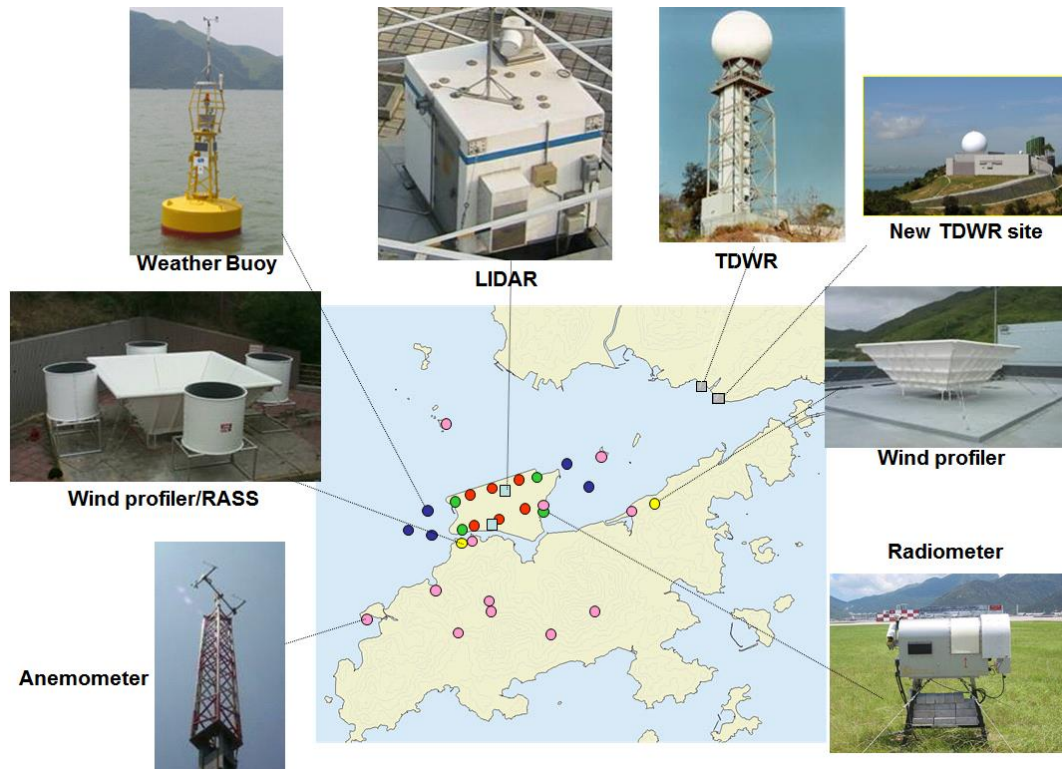 Weather Buoy
LIDAR
TDWR
New TDWR site
Wind profiler/RASS
Wind profiler
Anemometer
Radiometer